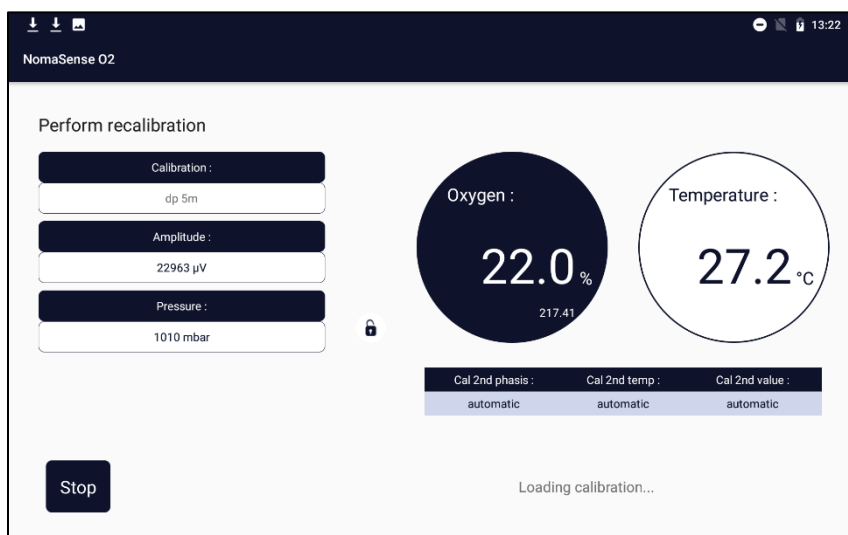 13:22
NomaSense O2
Perform recalibration
Calibration :
dp 5m
Amplitude :
22963 µV
Pressure :
1010 mbar
Oxygen :
22.0 %
217.41
Temperature :
27.2 °C
Cal 2nd phasis : Cal 2nd temp : Cal 2nd value :
automatic automatic automatic
Stop
Loading calibration...